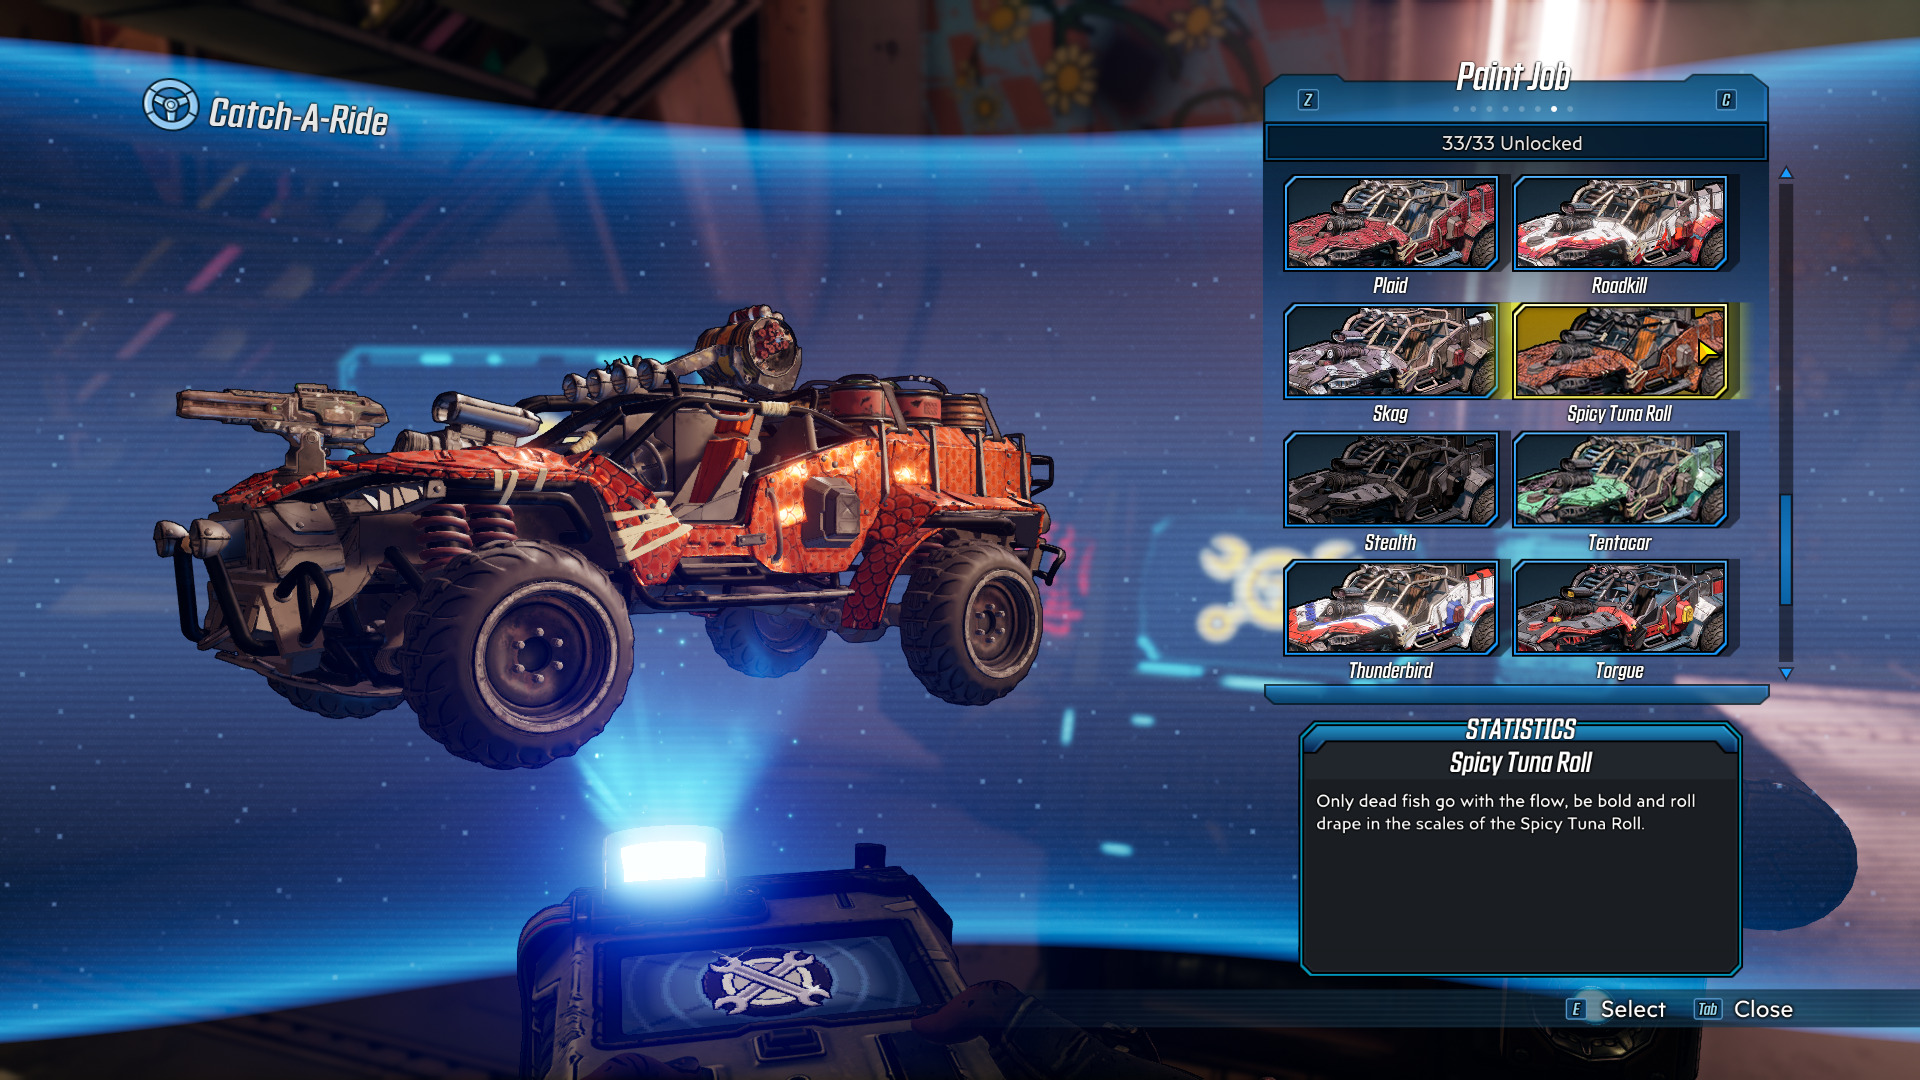 Catch-A-Ride
Paint Job
Z
C
33/33 Unlocked
Plaid
Roadkill
Skag
Spicy Tuna Roll
Stealth
Tentacar
Thunderbird
Torgue
STATISTICS
Spicy Tuna Roll
Only dead fish go with the flow, be bold and roll
drape in the scales of the Spicy Tuna Roll.
E Select Tab Close